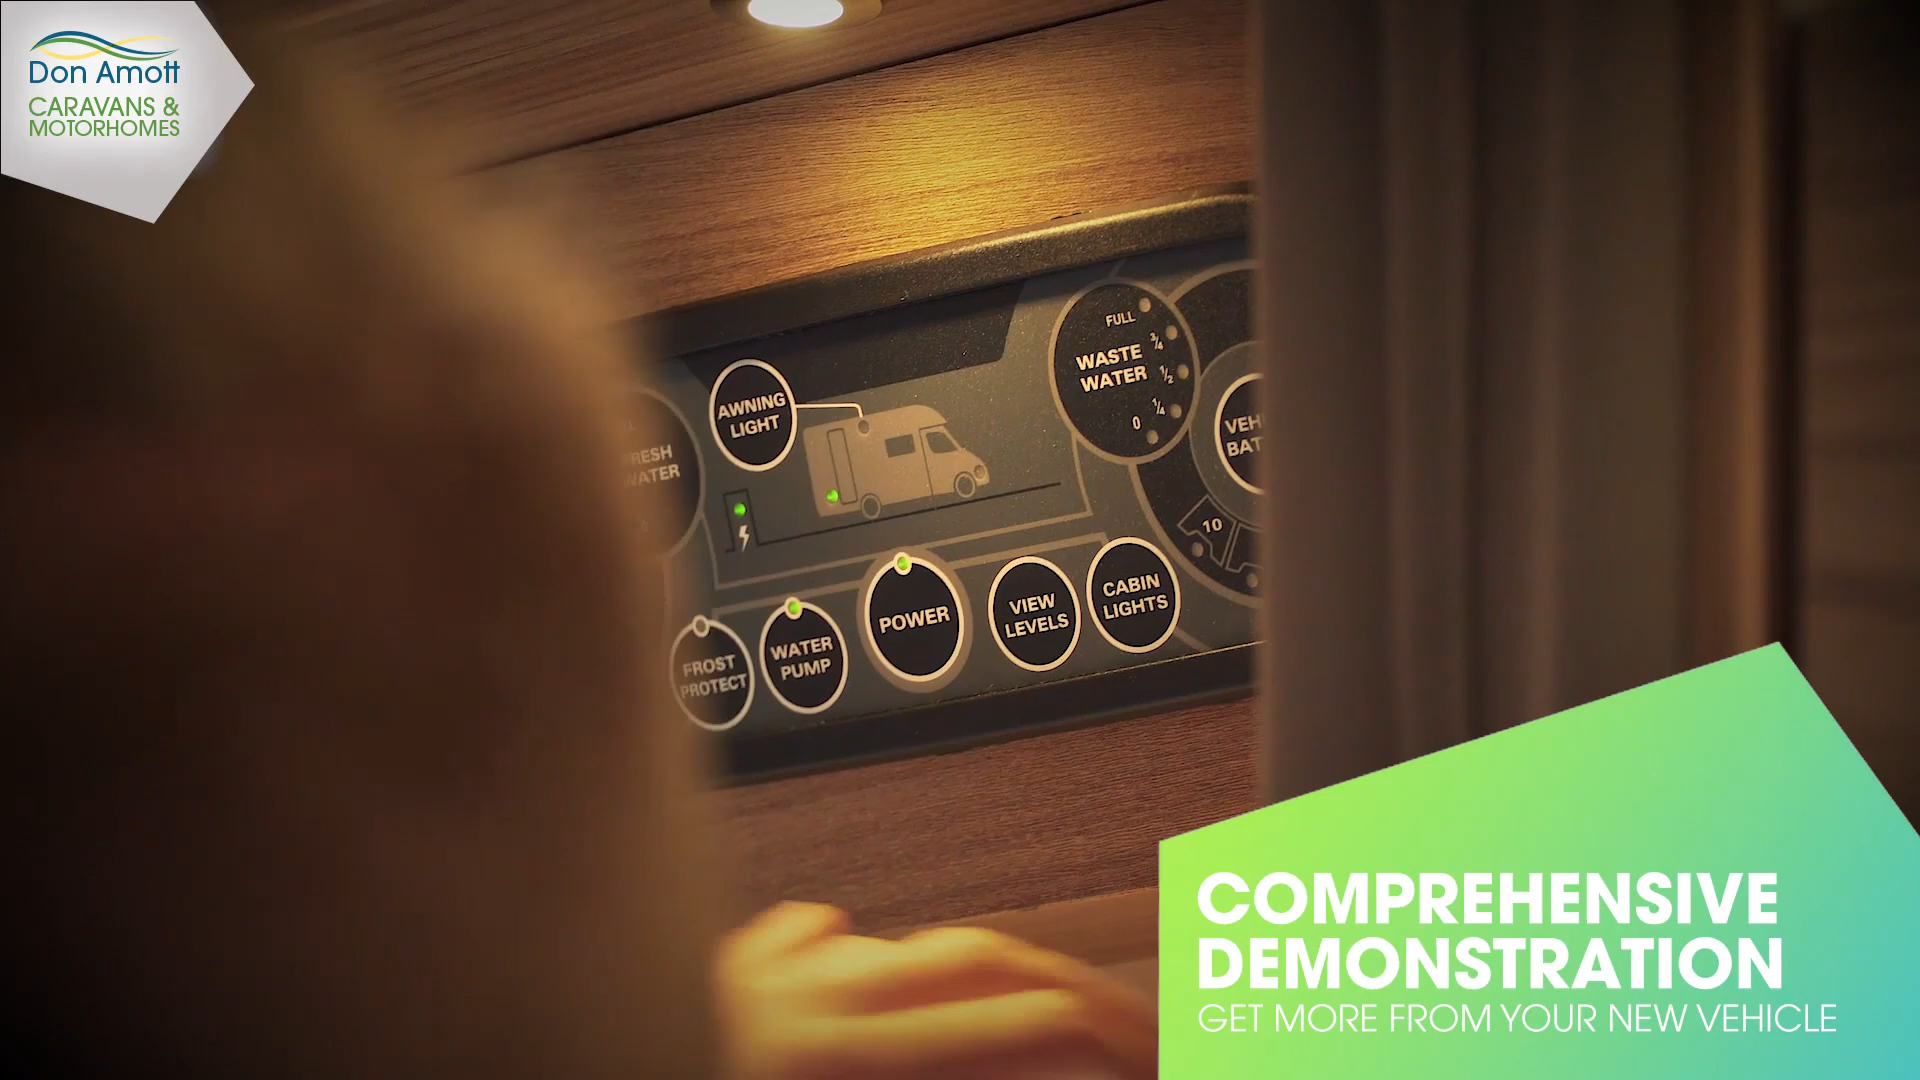 Don Amott
CARAVANS &
MOTORHOMES
FULL
3/4
WASTE
WATER
1/2
1/4
0
AWNING
LIGHT
10
POWER
VIEW
LEVELS
CABIN
LIGHTS
WATER
PUMP
FROST
PROTECT
COMPREHENSIVE
DEMONSTRATION
GET MORE FROM YOUR NEW VEHICLE